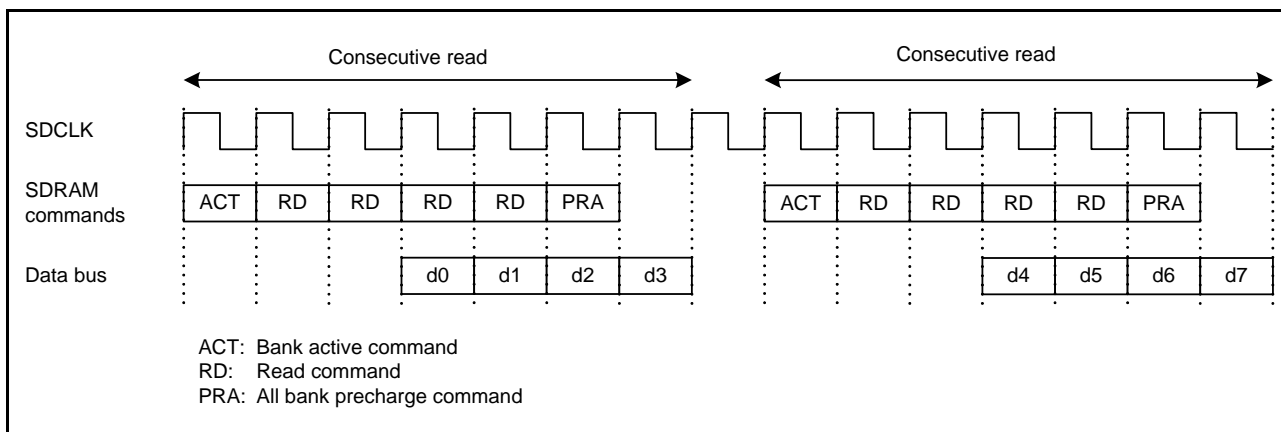 Consecutive read Consecutive read
SDCLK
SDRAM commands ACT RD RD RD RD PRA ACT RD RD RD RD PRA
Data bus d0 d1 d2 d3 d4 d5 d6 d7
ACT: Bank active command
RD: Read command
PRA: All bank precharge command